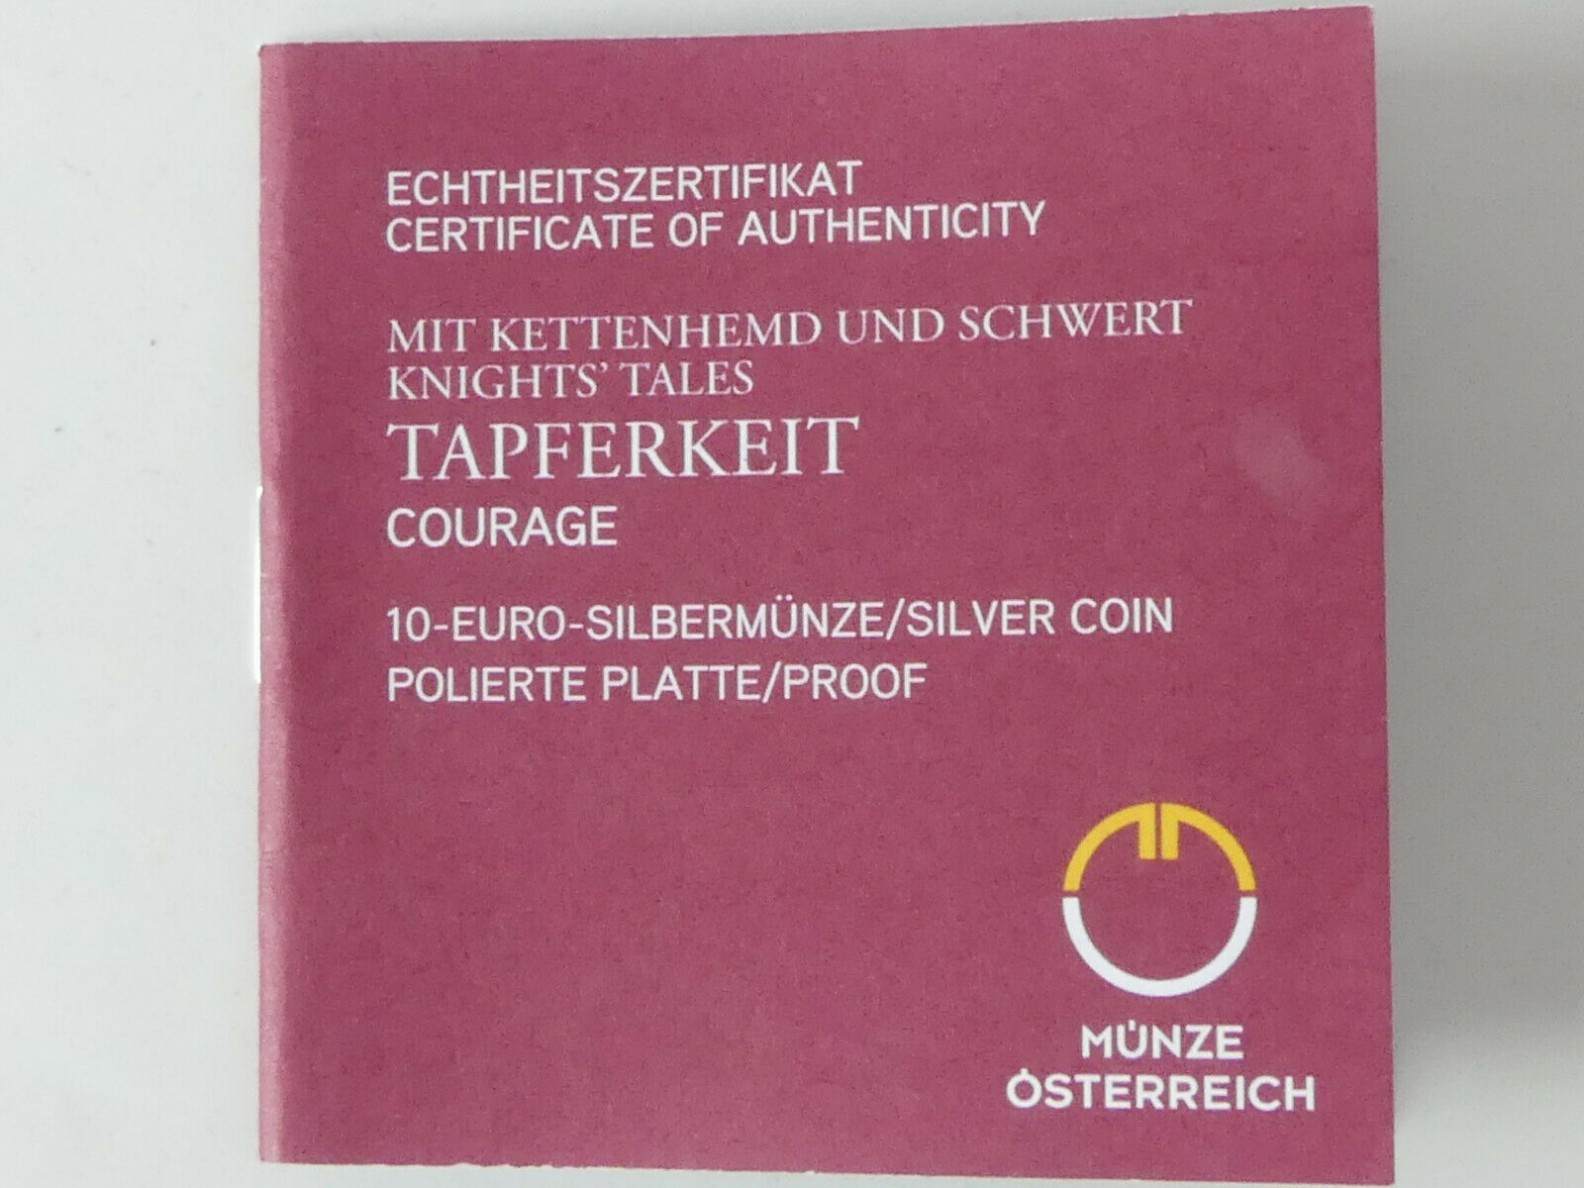 ECHTHEITSZERTIFIKAT
CERTIFICATE OF AUTHENTICITY
MIT KETTENHEMD UND SCHWERT
KNIGHTS’ TALES
TAPFERKEIT
COURAGE
10-EURO-SILBERMÜNZE/SILVER COIN
POLIERTE PLATTE/PROOF
MÜNZE
ÖSTERREICH